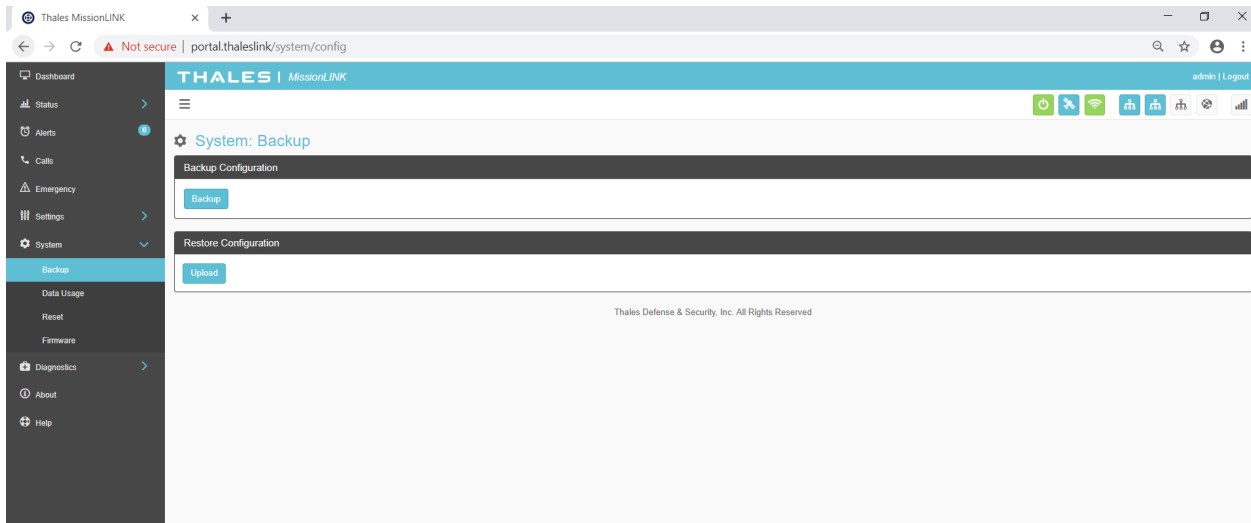 Thales MissionLINK
Not secure | portal.thaleslink/system/config
Dashboard
THALES | MissionLINK
admin | Logout
Status
Alerts
0
Calls
Emergency
Settings
System
Backup
Data Usage
Reset
Firmware
Diagnostics
About
Help
System: Backup
Backup Configuration
Backup
Restore Configuration
Upload
Thales Defense & Security, Inc. All Rights Reserved